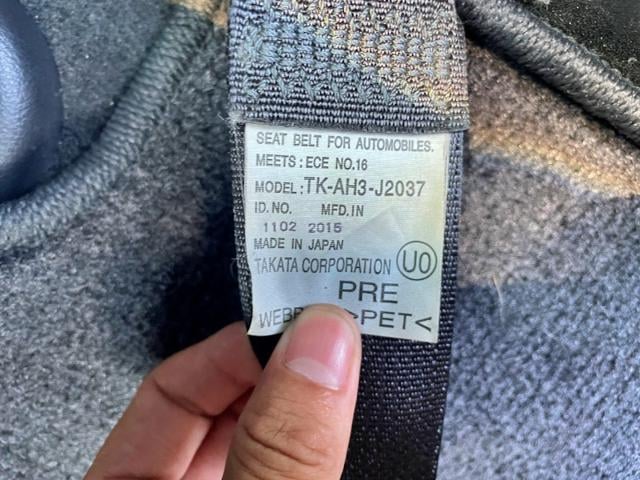 SEAT BELT FOR AUTOMOBILES.
MEETS : ECE NO.16
MODEL : TK-AH3-J2037
ID.NO. MFD.IN
1102 2015
MADE IN JAPAN
TAKATA CORPORATION UO
PRE
>PET<